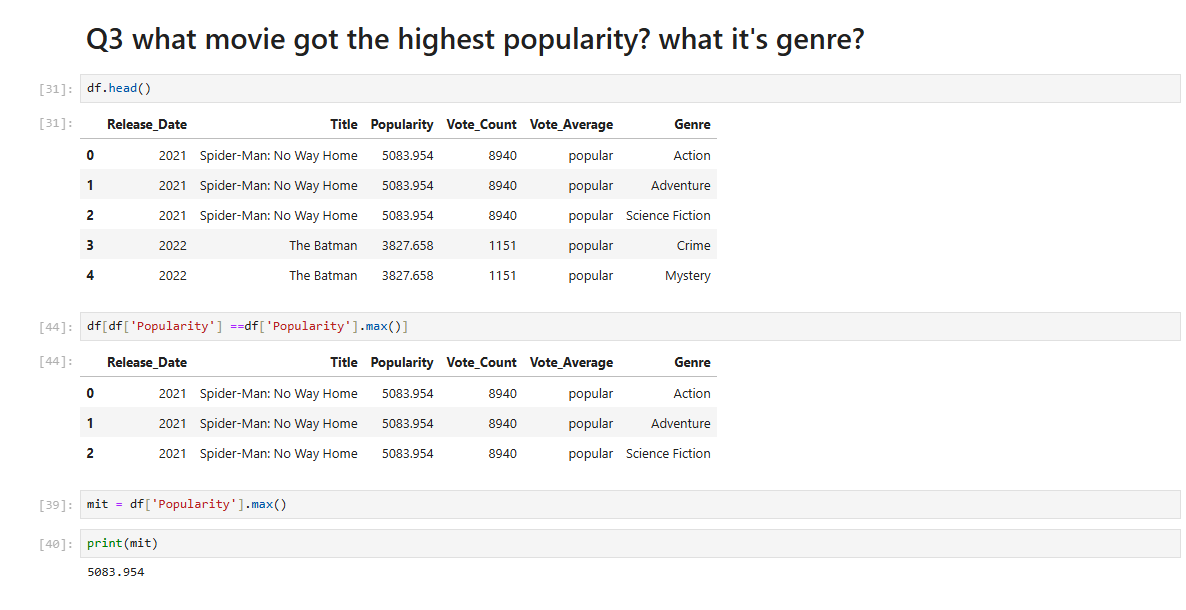 Q3 what movie got the highest popularity? what it's genre?
[31]: df.head()
[31]: Release_Date Title Popularity Vote_Count Vote_Average Genre
0 2021 Spider-Man: No Way Home 5083.954 8940 popular Action
1 2021 Spider-Man: No Way Home 5083.954 8940 popular Adventure
2 2021 Spider-Man: No Way Home 5083.954 8940 popular Science Fiction
3 2022 The Batman 3827.658 1151 popular Crime
4 2022 The Batman 3827.658 1151 popular Mystery
[44]: df[df['Popularity'] ==df['Popularity'].max()]
[44]: Release_Date Title Popularity Vote_Count Vote_Average Genre
0 2021 Spider-Man: No Way Home 5083.954 8940 popular Action
1 2021 Spider-Man: No Way Home 5083.954 8940 popular Adventure
2 2021 Spider-Man: No Way Home 5083.954 8940 popular Science Fiction
[39]: mit = df['Popularity'].max()
[40]: print(mit)
5083.954